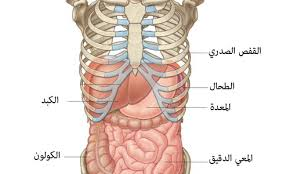 القفص الصدري
الطحال
الكبد
المعدة
الكولون
المعي الدقيق